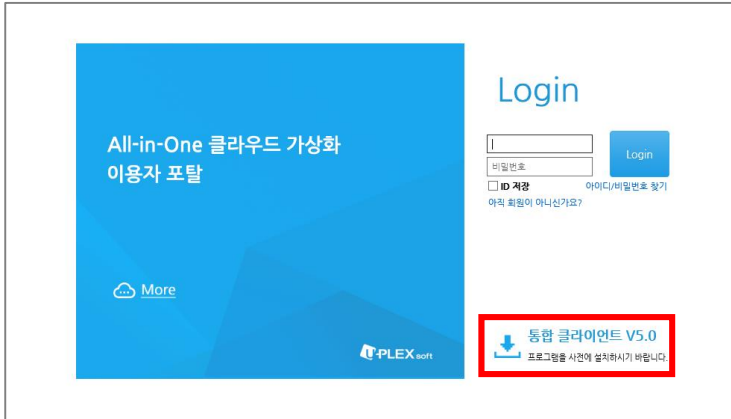 All-in-One 클라우드 가상화
이용자 포탈
More
U-PLEX soft
Login
비밀번호
Login
ID 저장
아이디/비밀번호 찾기
아직 회원이 아니신가요?
통합 클라이언트 V5.0
프로그램을 사전에 설치하시기 바랍니다.